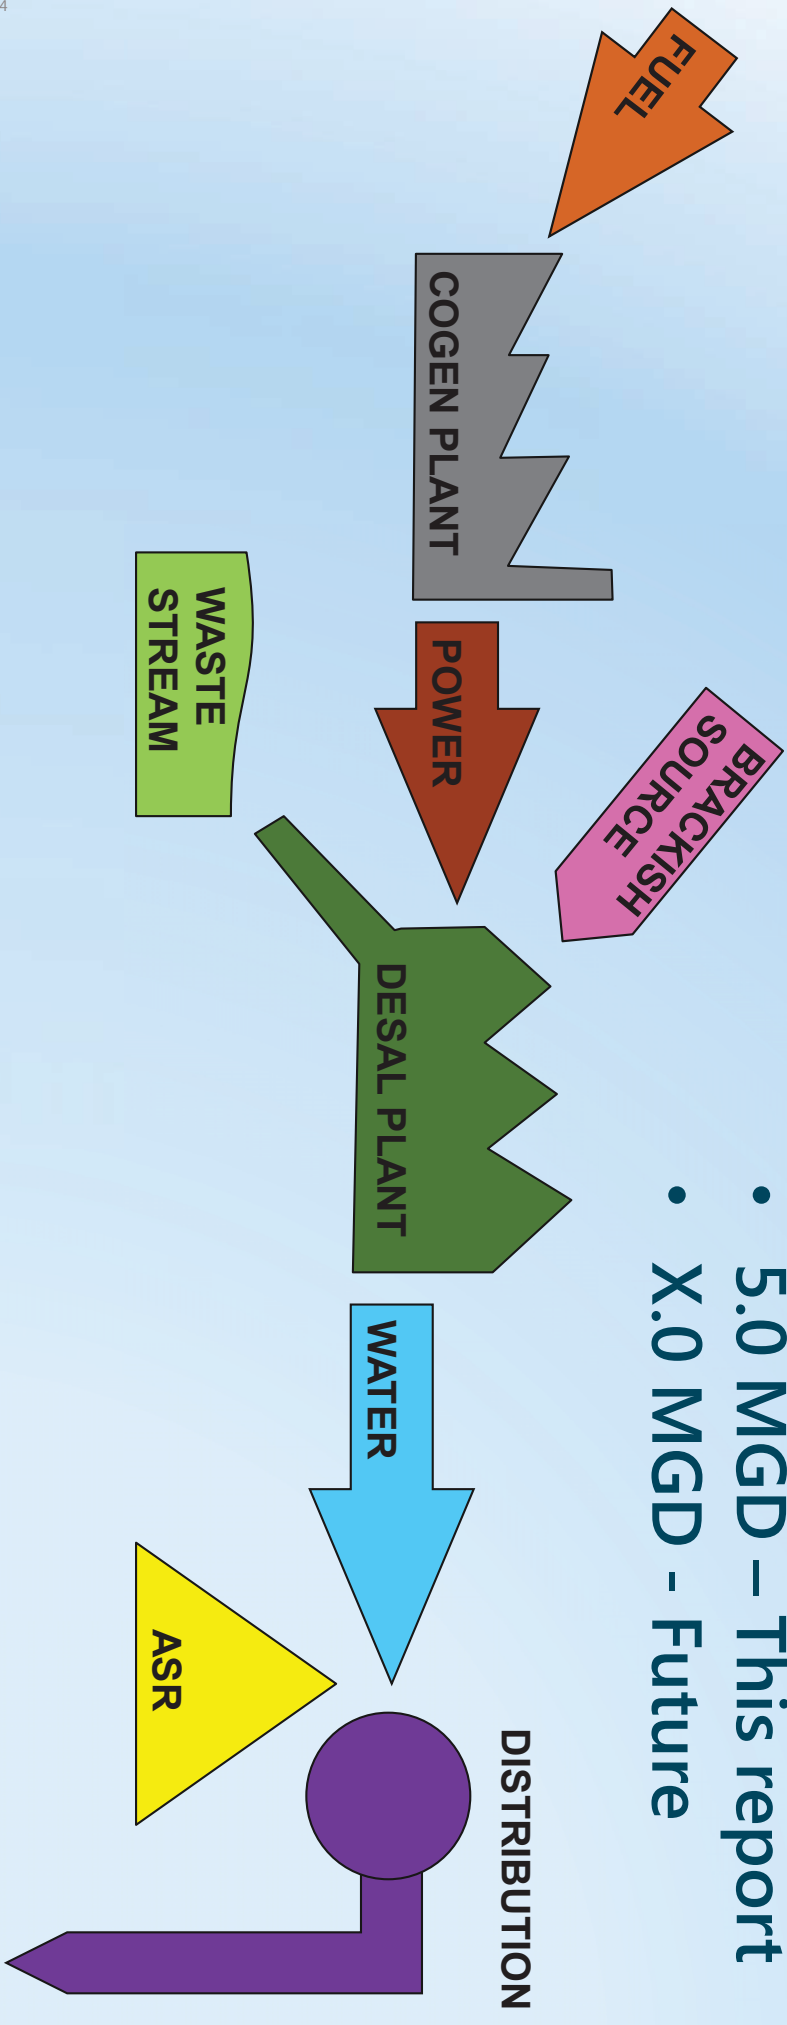 • 5.0 MGD – This report
• X.0 MGD - Future
FUEL
COGEN PLANT
POWER
BRACKISH
SOURCE
WASTE
STREAM
DESAL PLANT
WATER
ASR
DISTRIBUTION
4